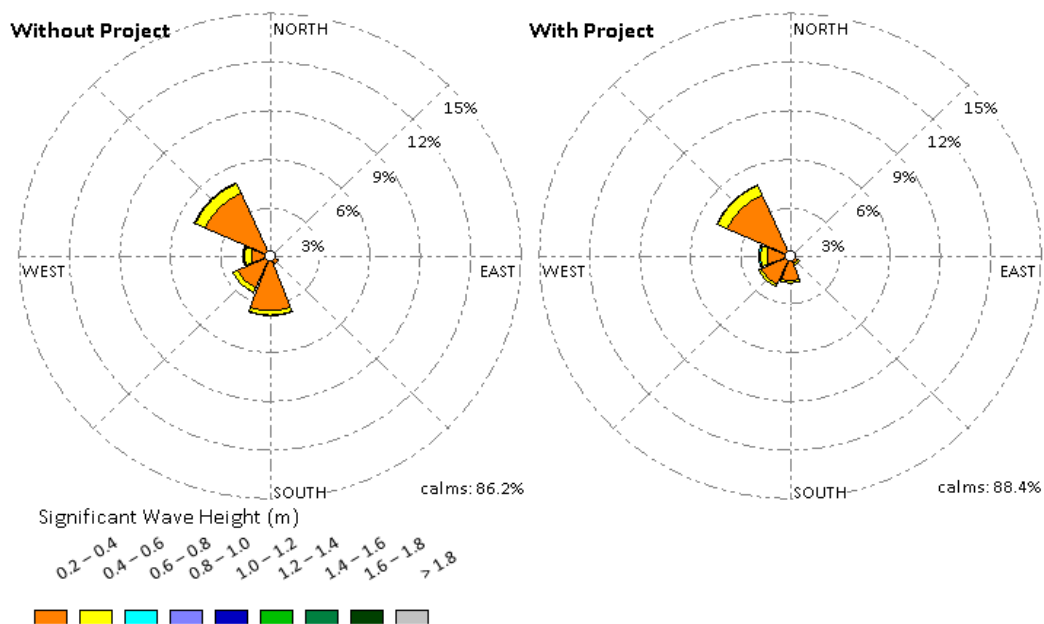 Without Project
NORTH
15%
12%
9%
6%
3%
WEST
EAST
SOUTH
calms: 86.2%
With Project
NORTH
15%
12%
9%
6%
3%
WEST
EAST
SOUTH
calms: 88.4%
Significant Wave Height (m)
0.2 – 0.4
0.4 – 0.6
0.6 – 0.8
0.8 – 1.0
1.0 – 1.2
1.2 – 1.4
1.4 – 1.6
1.6 – 1.8
> 1.8